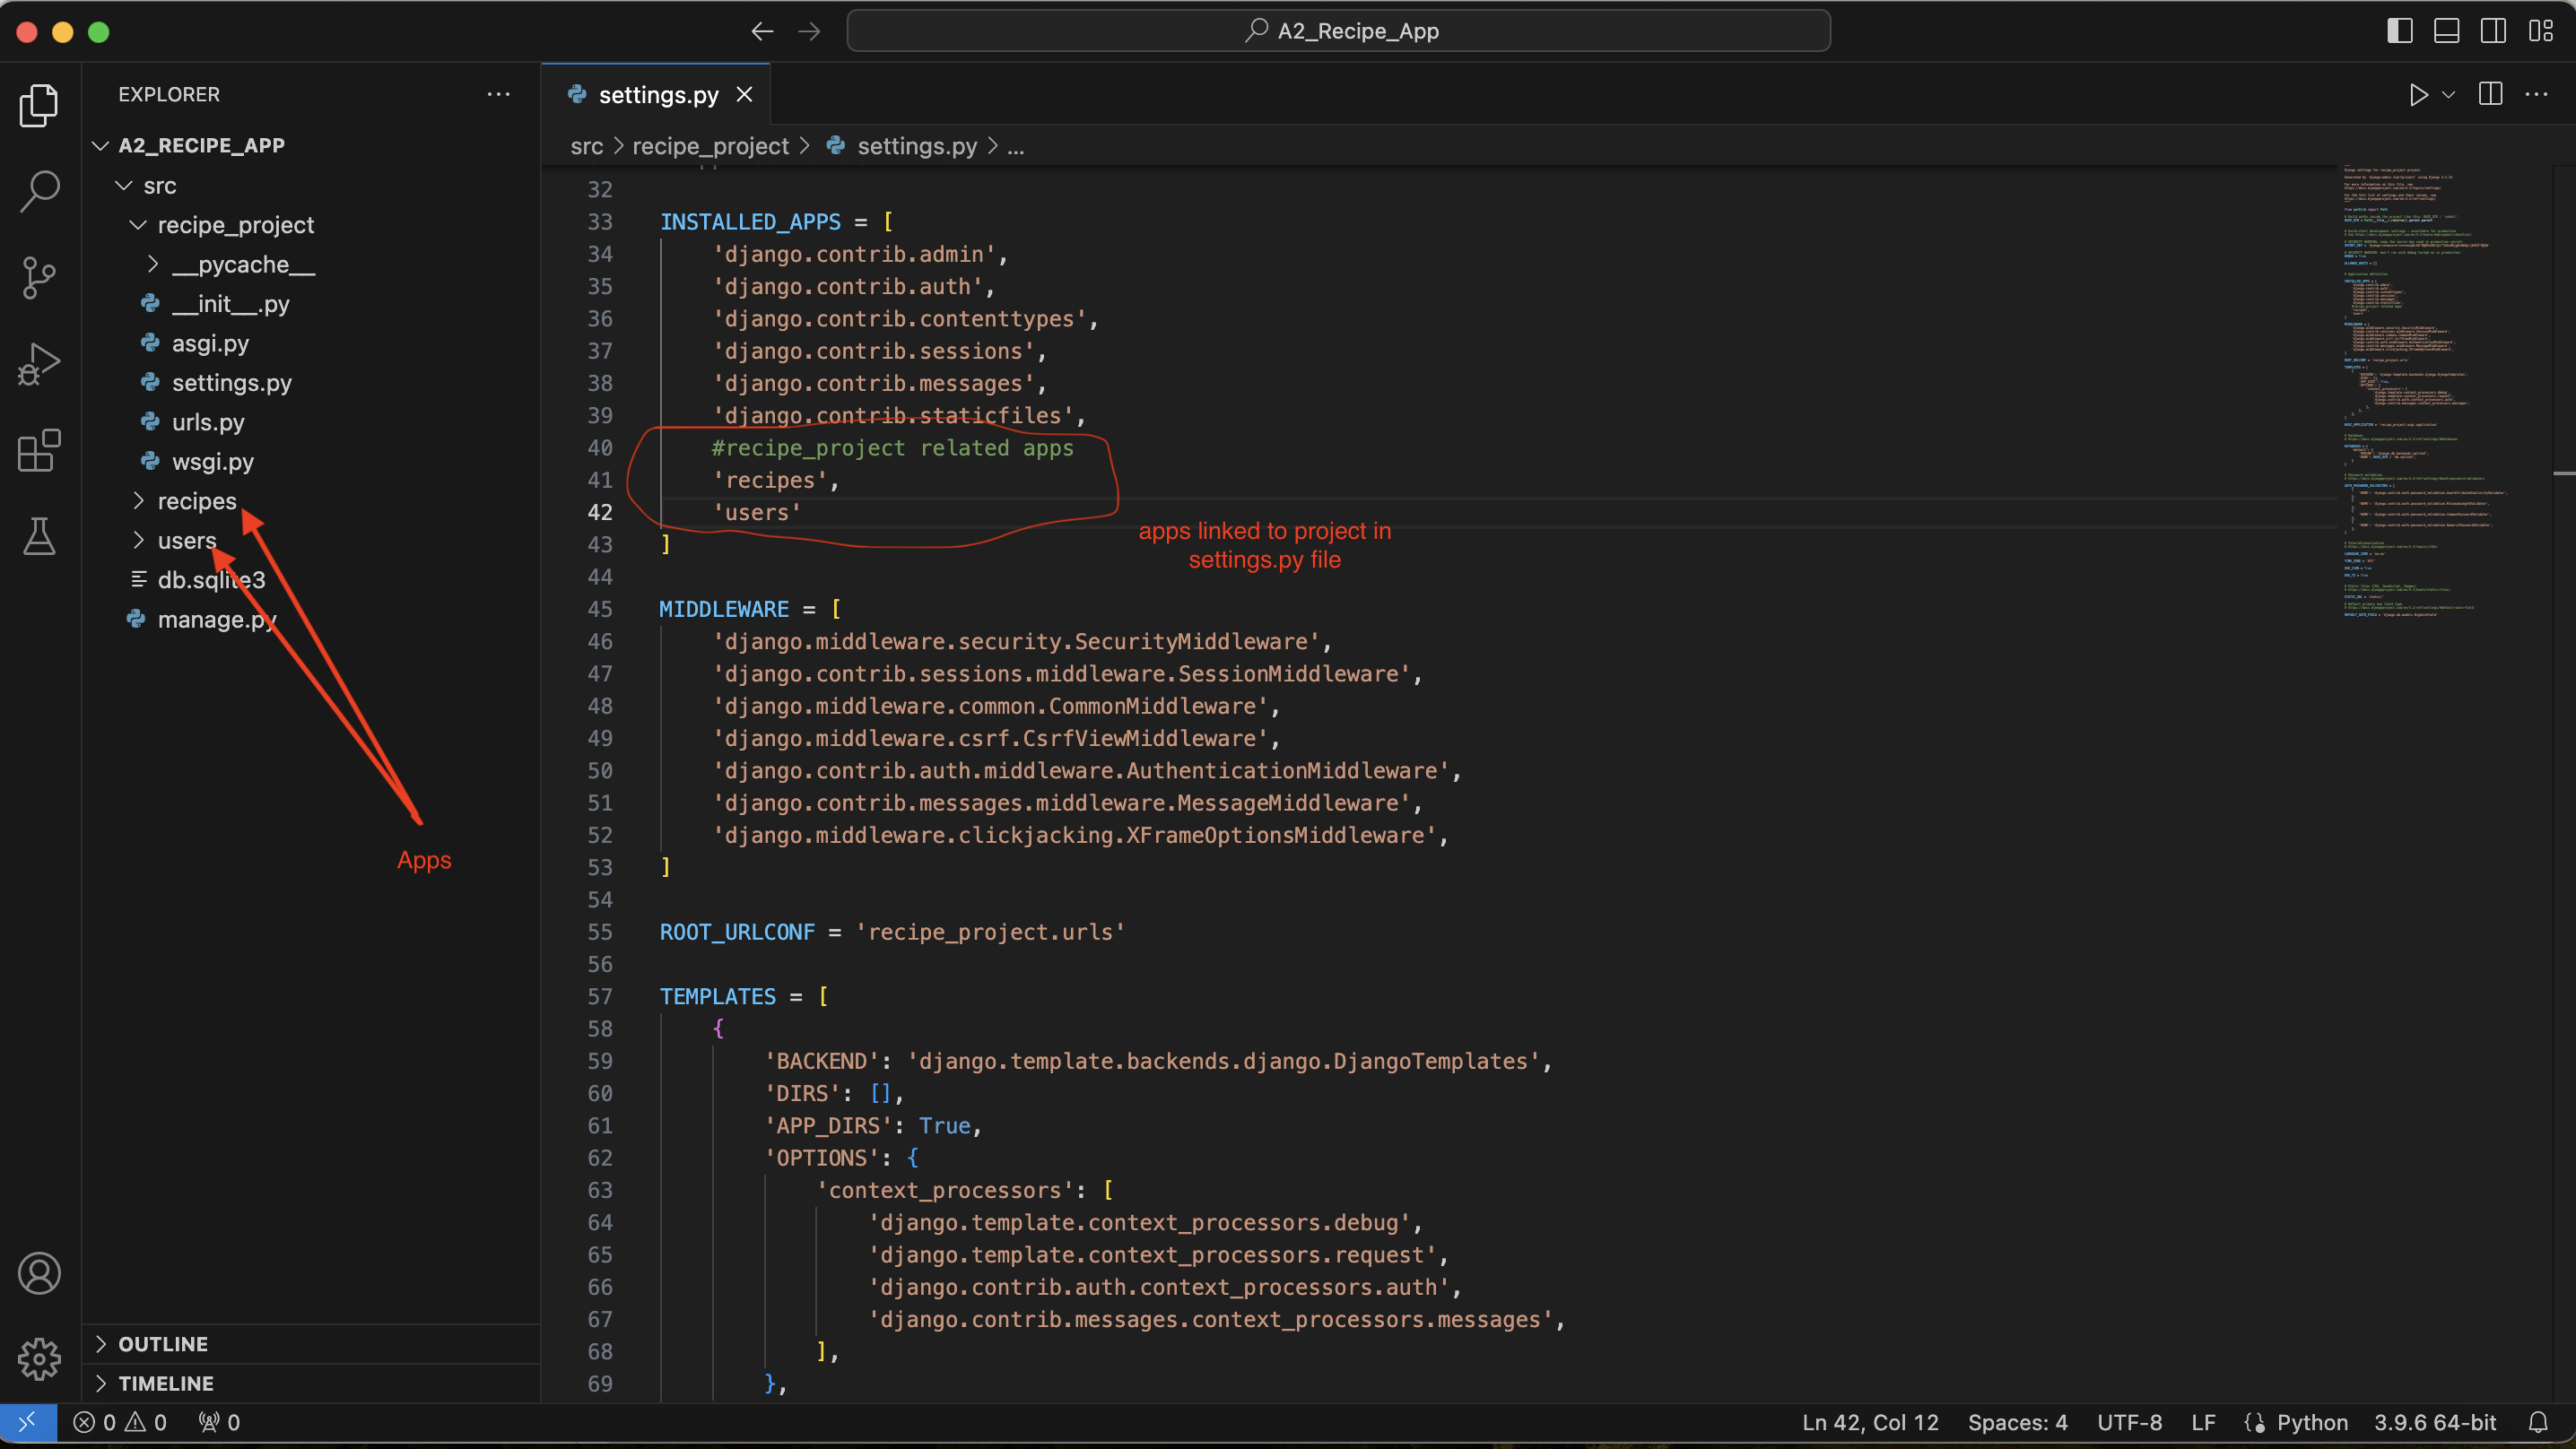 A2_Recipe_App
EXPLORER
A2_RECIPE_APP
src
recipe_project
__pycache__
__init__.py
asgi.py
settings.py
urls.py
wsgi.py
recipes
users
db.sqlite3
manage.py
Apps
OUTLINE
TIMELINE
settings.py
src > recipe_project > settings.py > ...
32
33 INSTALLED_APPS = [
34 'django.contrib.admin',
35 'django.contrib.auth',
36 'django.contrib.contenttypes',
37 'django.contrib.sessions',
38 'django.contrib.messages',
39 'django.contrib.staticfiles',
40 #recipe_project related apps
41 'recipes',
42 'users'
43 ]
apps linked to project in
settings.py file
44
45 MIDDLEWARE = [
46 'django.middleware.security.SecurityMiddleware',
47 'django.contrib.sessions.middleware.SessionMiddleware',
48 'django.middleware.common.CommonMiddleware',
49 'django.middleware.csrf.CsrfViewMiddleware',
50 'django.contrib.auth.middleware.AuthenticationMiddleware',
51 'django.contrib.messages.middleware.MessageMiddleware',
52 'django.middleware.clickjacking.XFrameOptionsMiddleware',
53 ]
54
55 ROOT_URLCONF = 'recipe_project.urls'
56
57 TEMPLATES = [
58 {
59 'BACKEND': 'django.template.backends.django.DjangoTemplates',
60 'DIRS': [],
61 'APP_DIRS': True,
62 'OPTIONS': {
63 'context_processors': [
64 'django.template.context_processors.debug',
65 'django.template.context_processors.request',
66 'django.contrib.auth.context_processors.auth',
67 'django.contrib.messages.context_processors.messages',
68 ],
69 },
0 0 0
Ln 42, Col 12 Spaces: 4 UTF-8 LF Python 3.9.6 64-bit